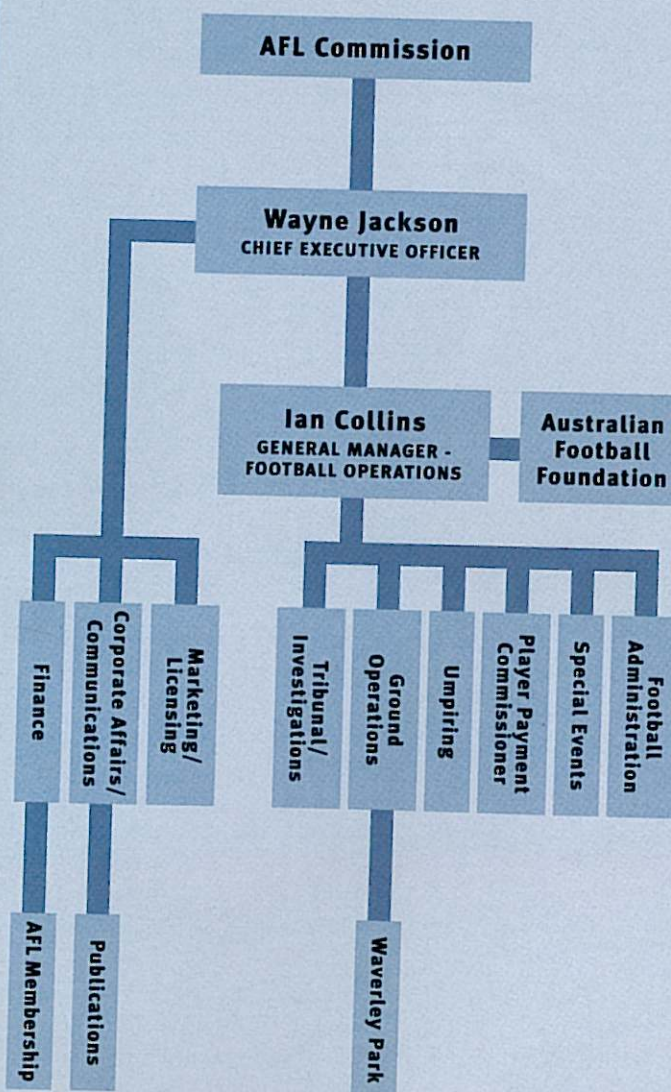 AFL Commission
Wayne Jackson
CHIEF EXECUTIVE OFFICER
Ian Collins
GENERAL MANAGER -
FOOTBALL OPERATIONS
Australian
Football
Foundation
Finance
Corporate Affairs/
Communications
Marketing/
Licensing
Tribunal/
Investigations
Ground
Operations
Umpiring
Player Payment
Commissioner
Special Events
Football
Administration
AFL Membership
Publications
Waverley Park